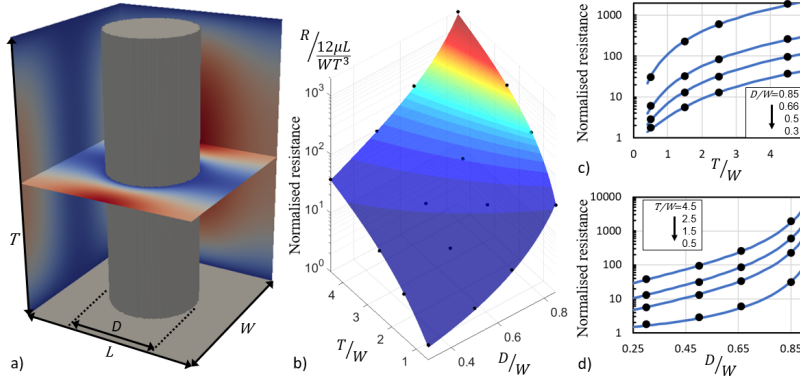 T
D
L
W
a)
R/12μL
WT³
Normalised resistance
10³
10²
10¹
10⁰
4
3
2
1
T/W
0.4
0.6
0.8
D/W
b)
Normalised resistance
1000
100
10
1
0
1
2
3
4
T/W
D/W=0.85
0.66
0.5
0.3
c)
Normalised resistance
10000
1000
100
10
1
0.25
0.45
0.65
0.85
D/W
T/W=4.5
2.5
1.5
0.5
d)